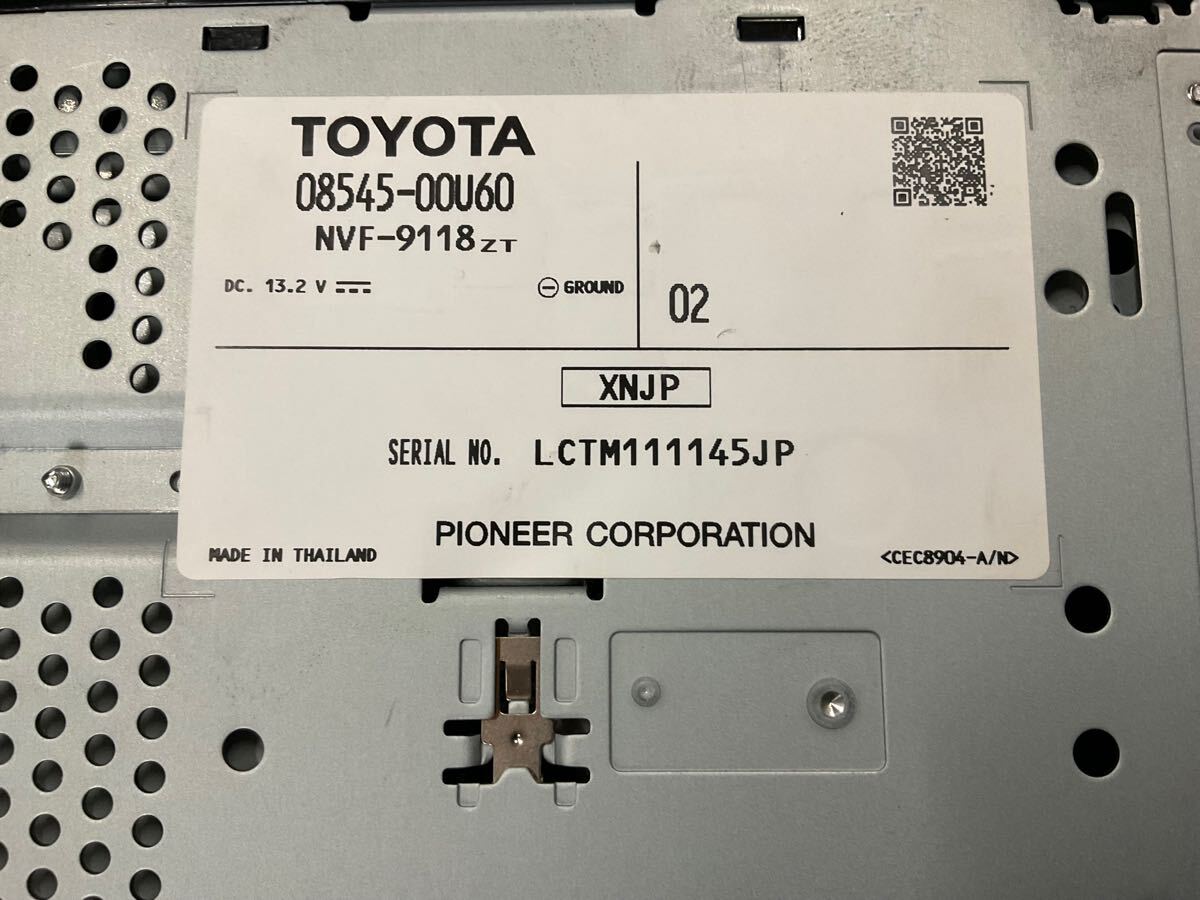 TOYOTA
08545-00U60
NVF-9118ZT
DC. 13.2 V
GROUND
02
XNJP
SERIAL NO. LCTM111145JP
PIONEER CORPORATION
MADE IN THAILAND
<CEC8904-A/N>